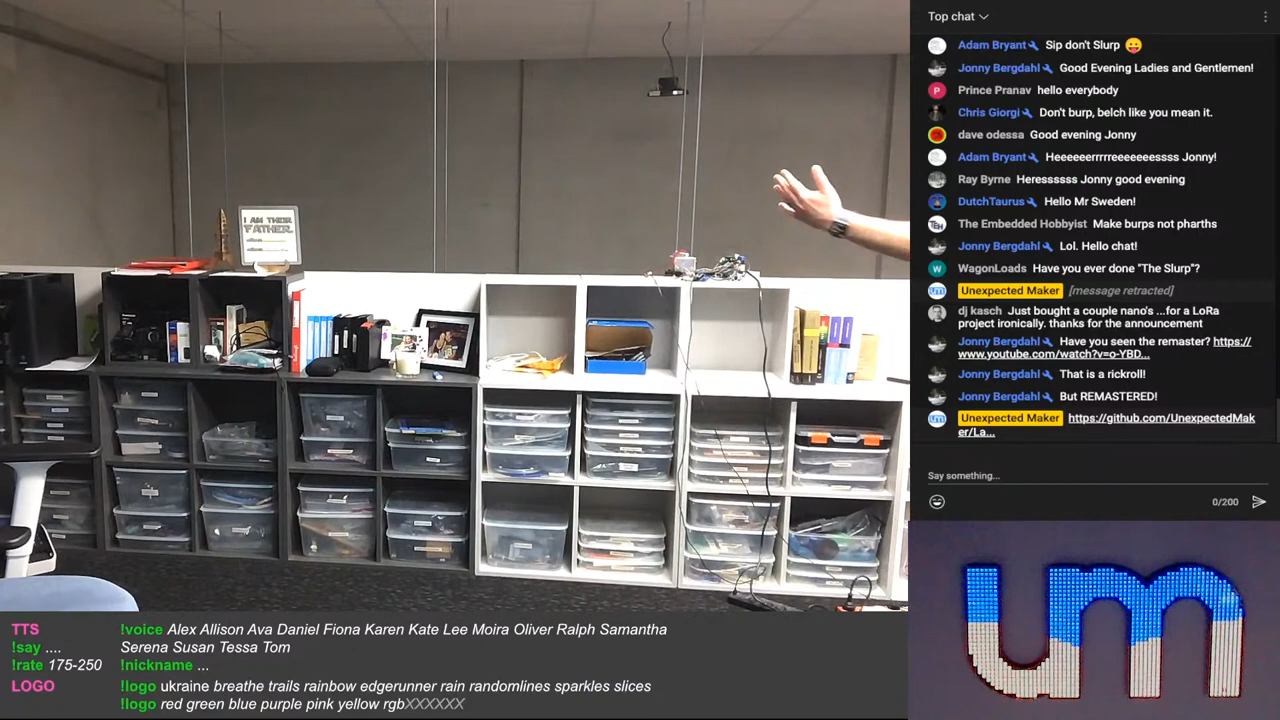 I AM THEIR
FATHER.
Top chat
Adam Bryant Sip don't Slurp
Jonny Bergdahl Good Evening Ladies and Gentlemen!
P Prince Pranav hello everybody
Chris Giorgi Don't burp, belch like you mean it.
dave odessa Good evening Jonny
Adam Bryant Heeeeeerrrrreeeeeeessss Jonny!
Ray Byrne Heressssss Jonny good evening
DutchTaurus Hello Mr Sweden!
TEH The Embedded Hobbyist Make burps not pharths
Jonny Bergdahl Lol. Hello chat!
W WagonLoads Have you ever done "The Slurp"?
um Unexpected Maker [message retracted]
dj kasch Just bought a couple nano's ...for a LoRa
project ironically. thanks for the announcement
Jonny Bergdahl Have you seen the remaster? https://
www.youtube.com/watch?v=o-YBD...
Jonny Bergdahl That is a rickroll!
Jonny Bergdahl But REMASTERED!
um Unexpected Maker https://github.com/UnexpectedMak
er/La...
Say something...
0/200
um
TTS !voice Alex Allison Ava Daniel Fiona Karen Kate Lee Moira Oliver Ralph Samantha
!say .... Serena Susan Tessa Tom
!rate 175-250 !nickname ...
LOGO !logo ukraine breathe trails rainbow edgerunner rain randomlines sparkles slices
!logo red green blue purple pink yellow rgbXXXXXX